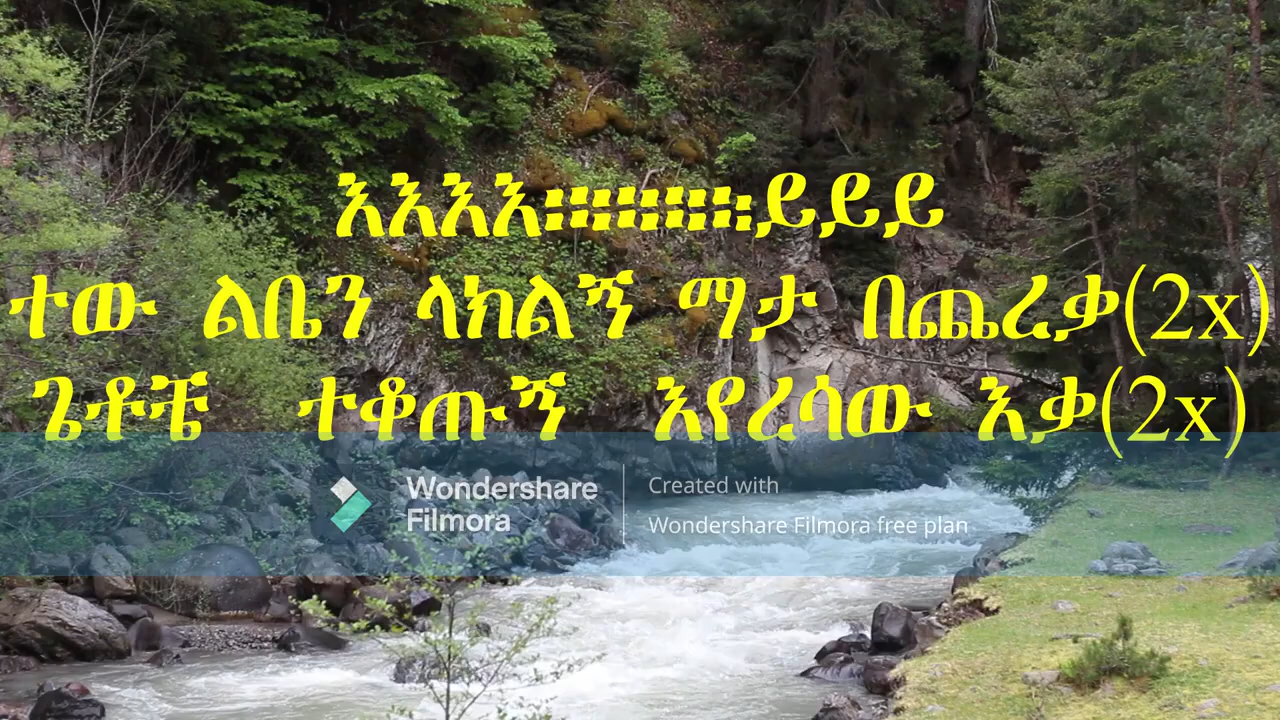 እእእእ፡፡፡፡፡፡፡፡፡፡ይይይ
ተው ልቤን ላክልኝ ማታ በጨረቃ(2x)
ጌቶቼ ተቆጡኝ እየረሳው እቃ(2x)
Wondershare
Filmora
Created with
Wondershare Filmora free plan